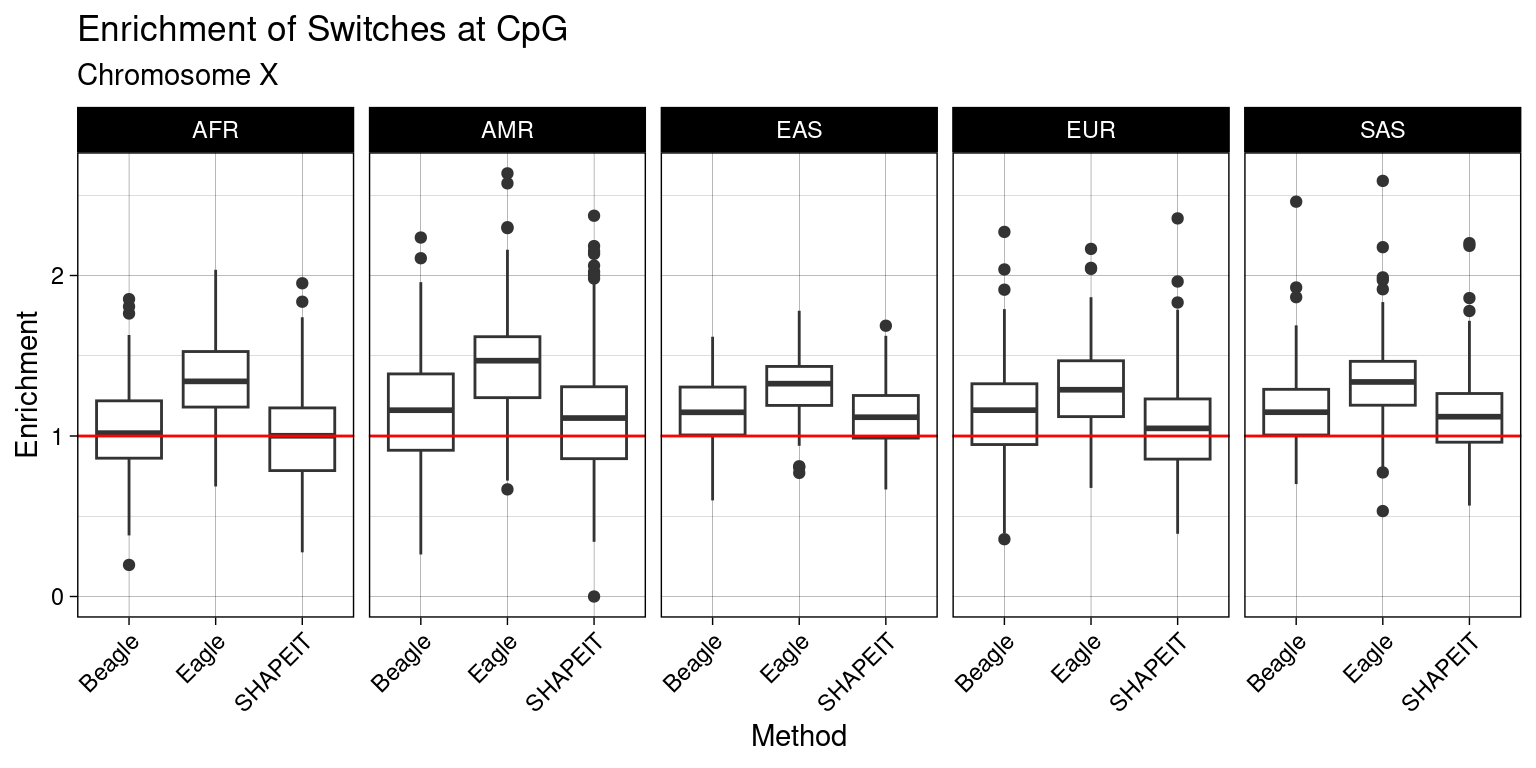 Enrichment of Switches at CpG
Chromosome X
AFR AMR EAS EUR SAS
Enrichment
2
1
0
Beagle Eagle SHAPEIT Beagle Eagle SHAPEIT Beagle Eagle SHAPEIT Beagle Eagle SHAPEIT Beagle Eagle SHAPEIT
Method